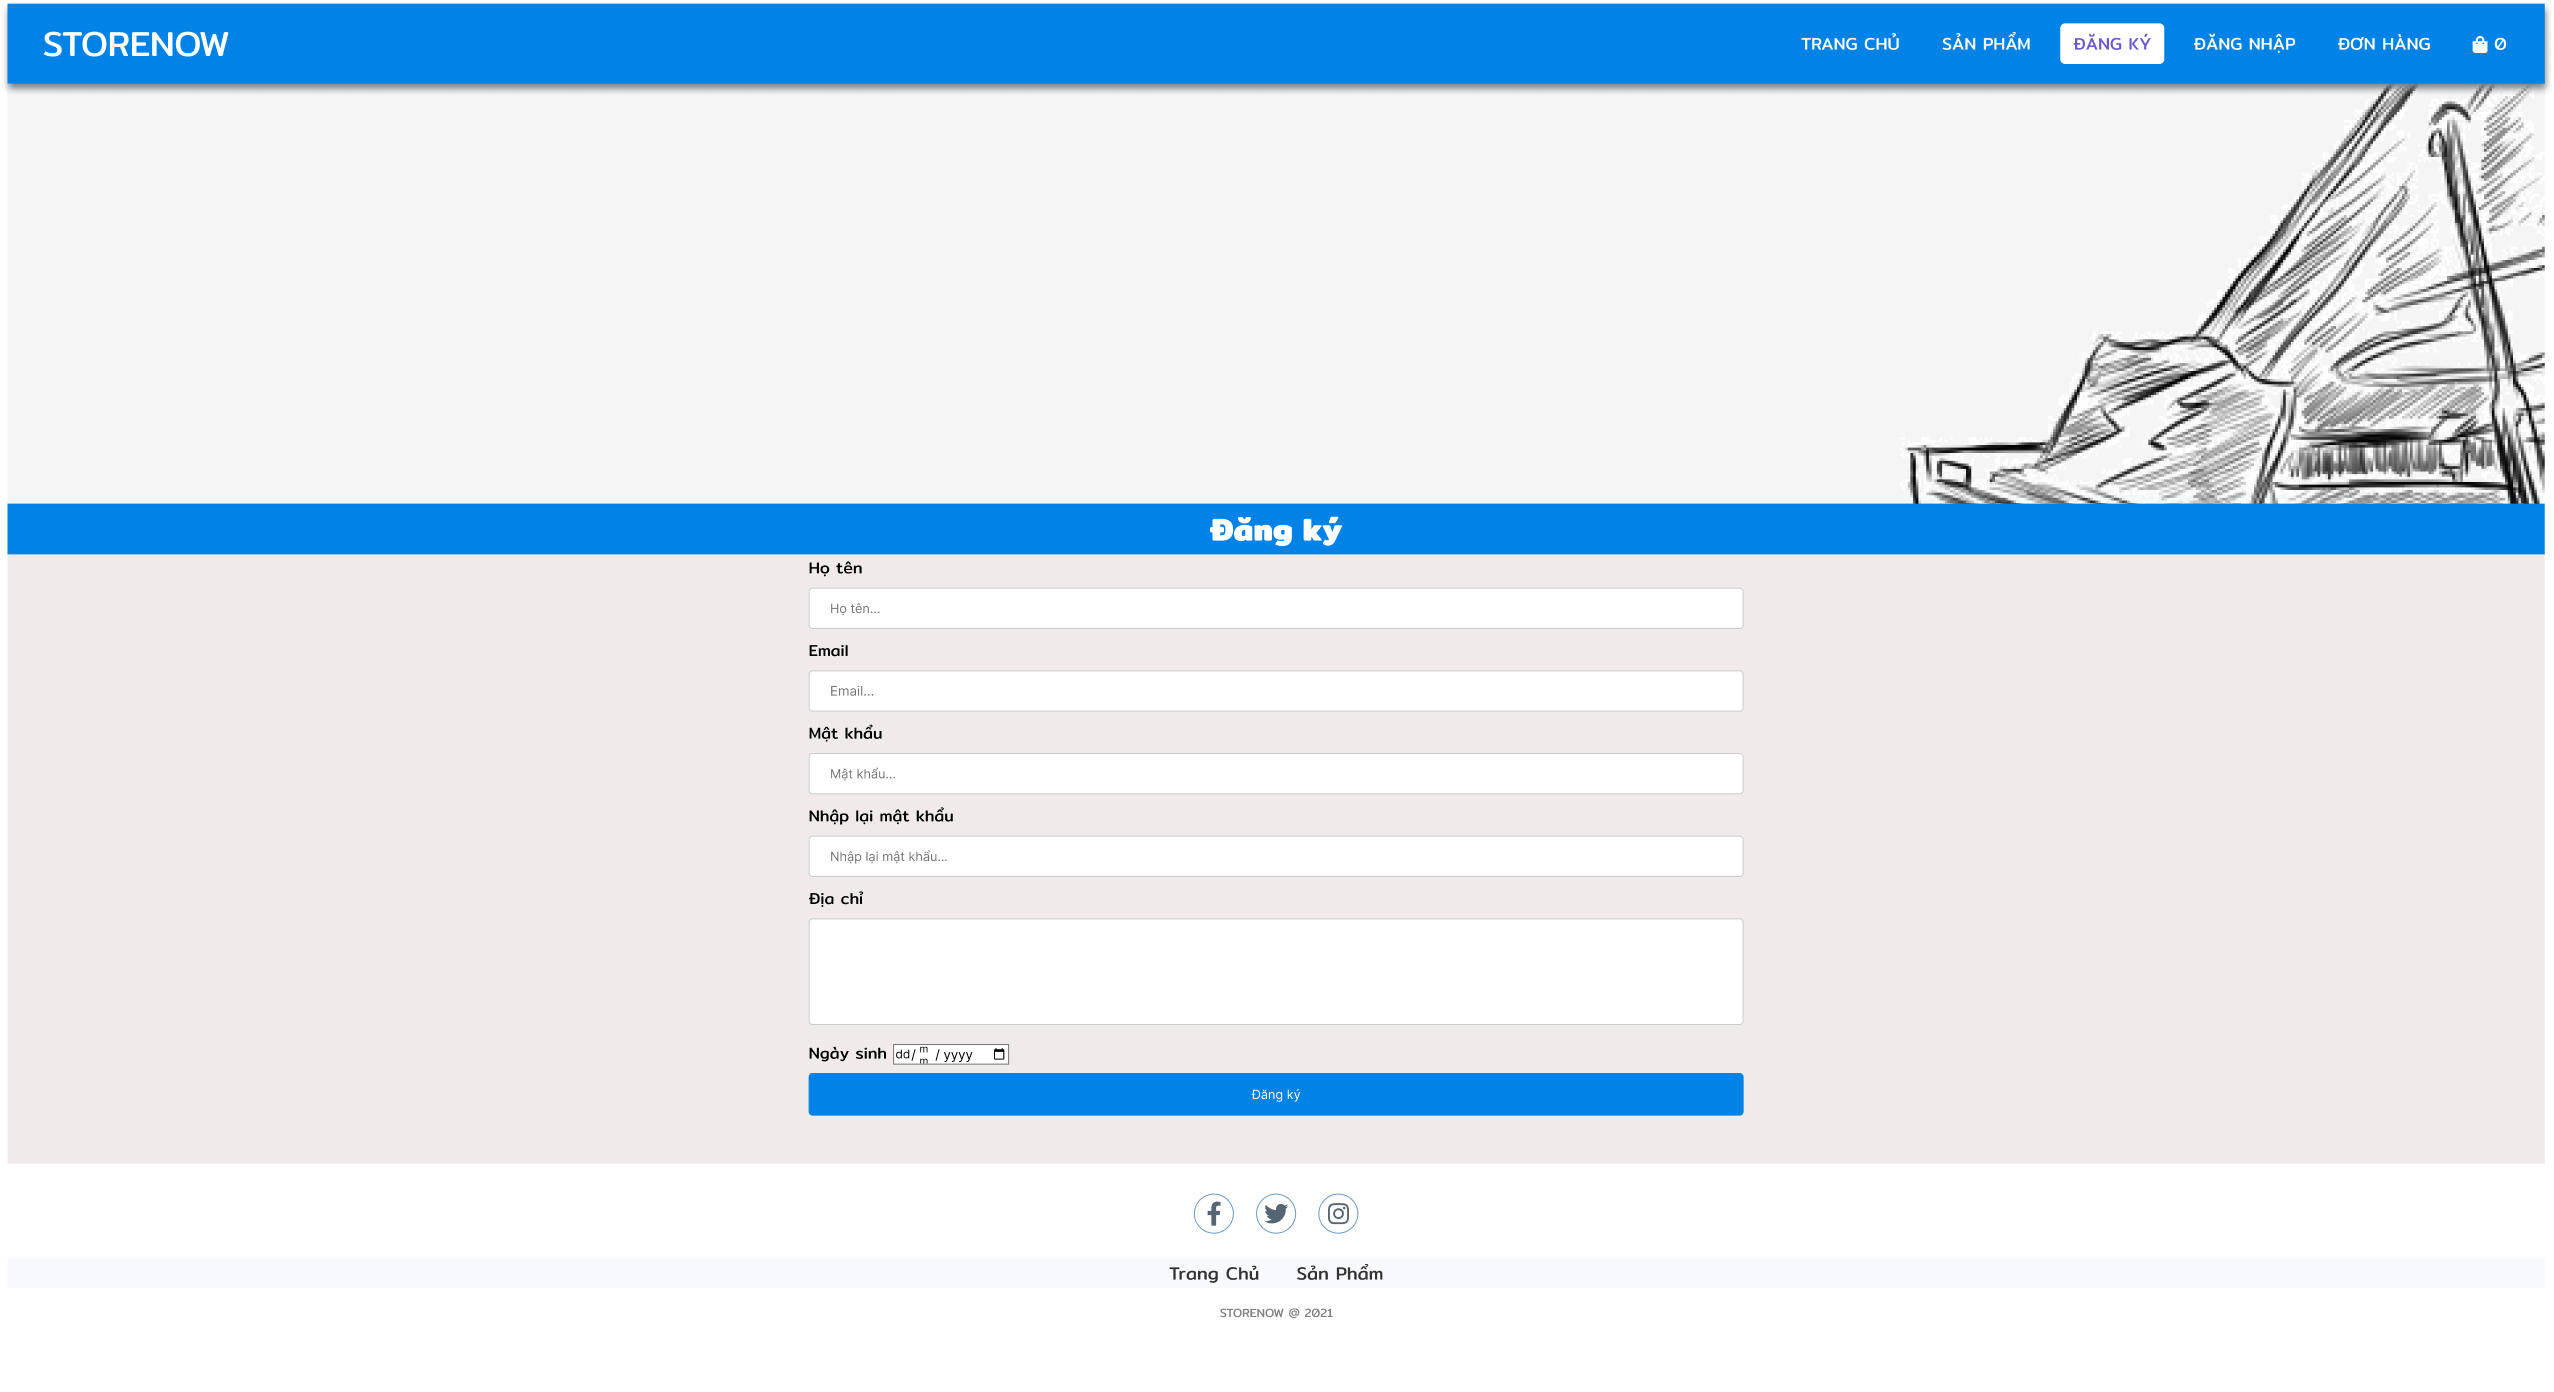 STORENOW
TRANG CHỦ SẢN PHẨM ĐĂNG KÝ ĐĂNG NHẬP ĐƠN HÀNG 0
Đăng ký
Họ tên
Họ tên...
Email
Email...
Mật khẩu
Mật khẩu...
Nhập lại mật khẩu
Nhập lại mật khẩu...
Địa chỉ
Ngày sinh dd/mm/yyyy
Đăng ký
Trang Chủ Sản Phẩm
STORENOW @ 2021